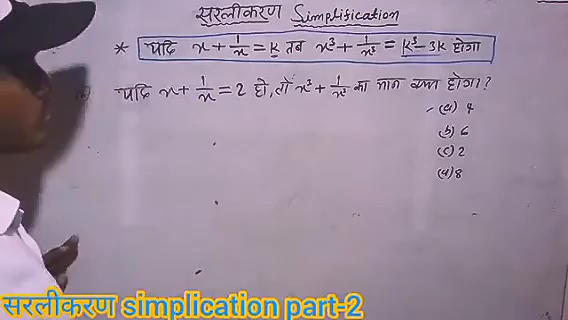 सरलीकरण Simplification
* यदि x + 1/x = K तब x³ + 1/x³ = K³ - 3K होगा
यदि x + 1/x = 2 हो, तो x³ + 1/x³ का मान क्या होगा?
(a) 4
(b) 6
(c) 2
(d) 8
सरलीकरण simplication part-2